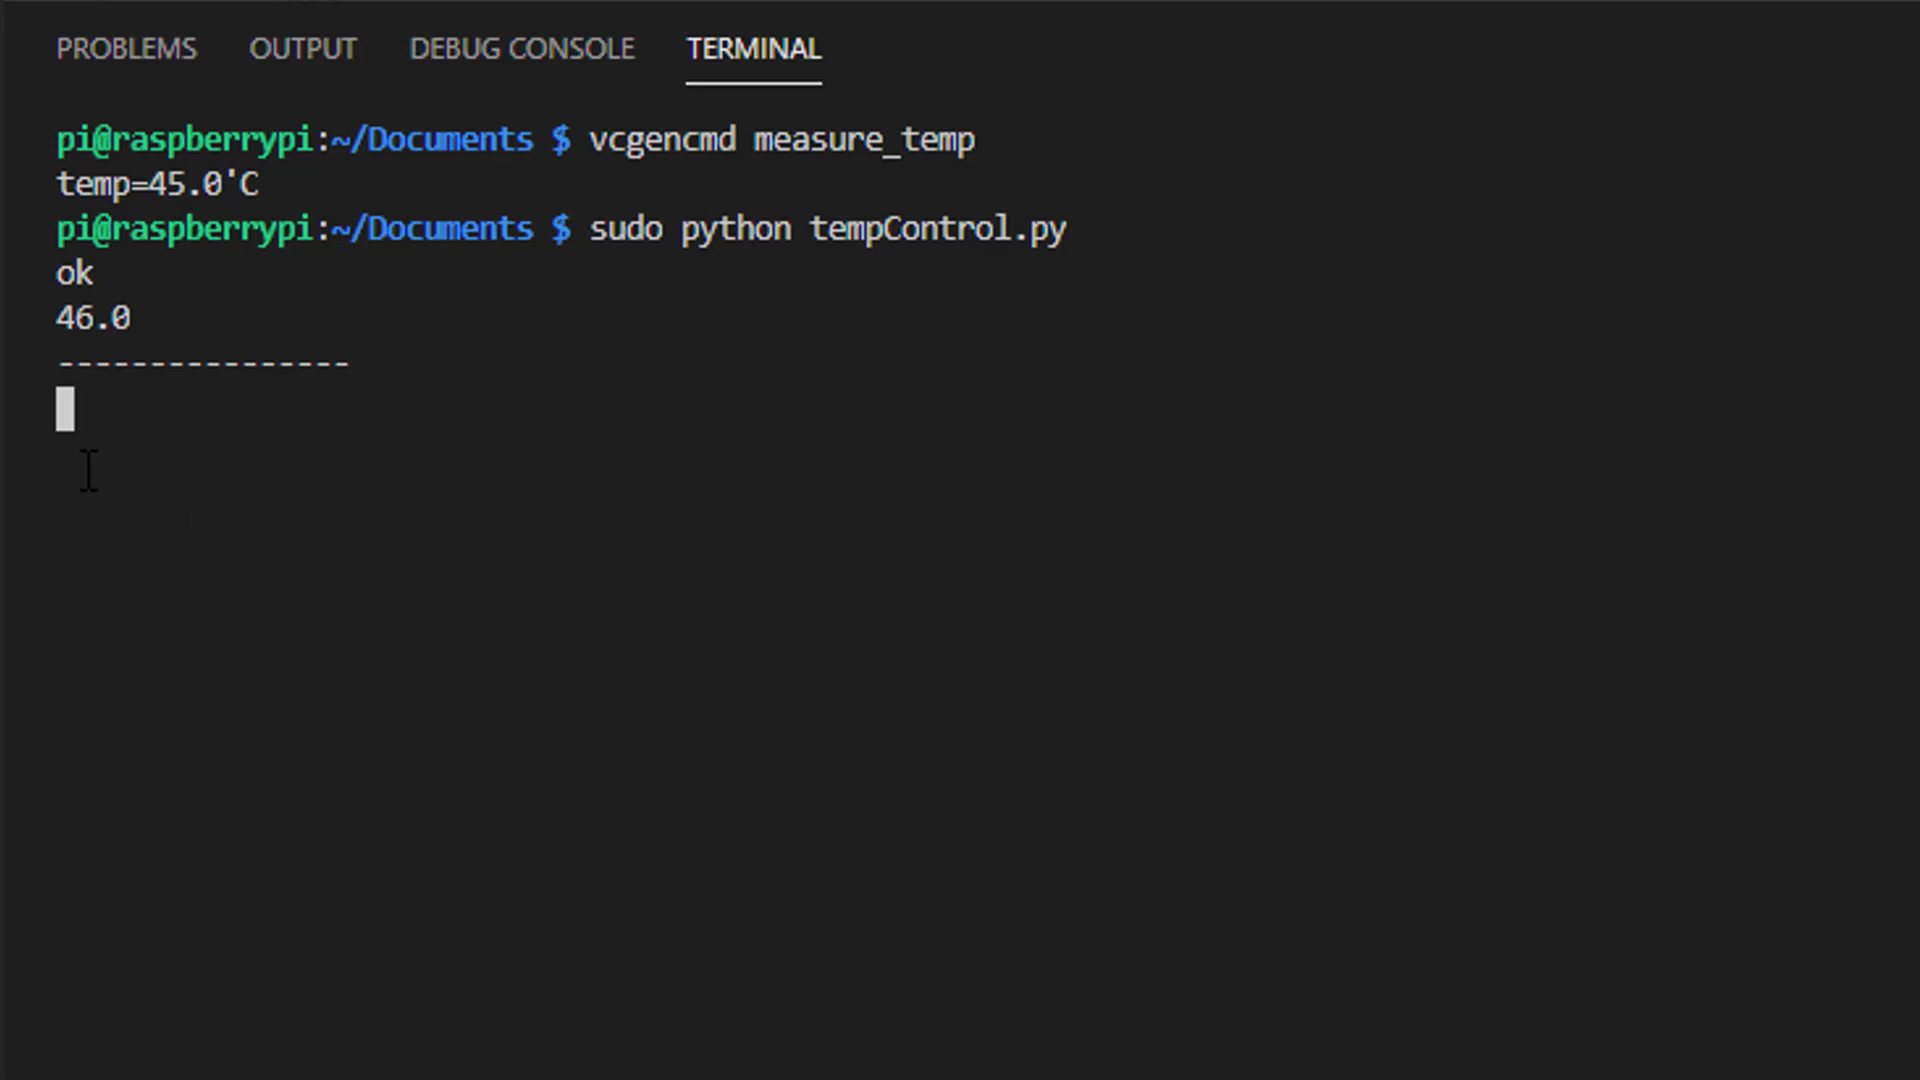 PROBLEMS OUTPUT DEBUG CONSOLE TERMINAL
pi@raspberrypi:~/Documents $ vcgencmd measure_temp
temp=45.0'C
pi@raspberrypi:~/Documents $ sudo python tempControl.py
ok
46.0
----------------